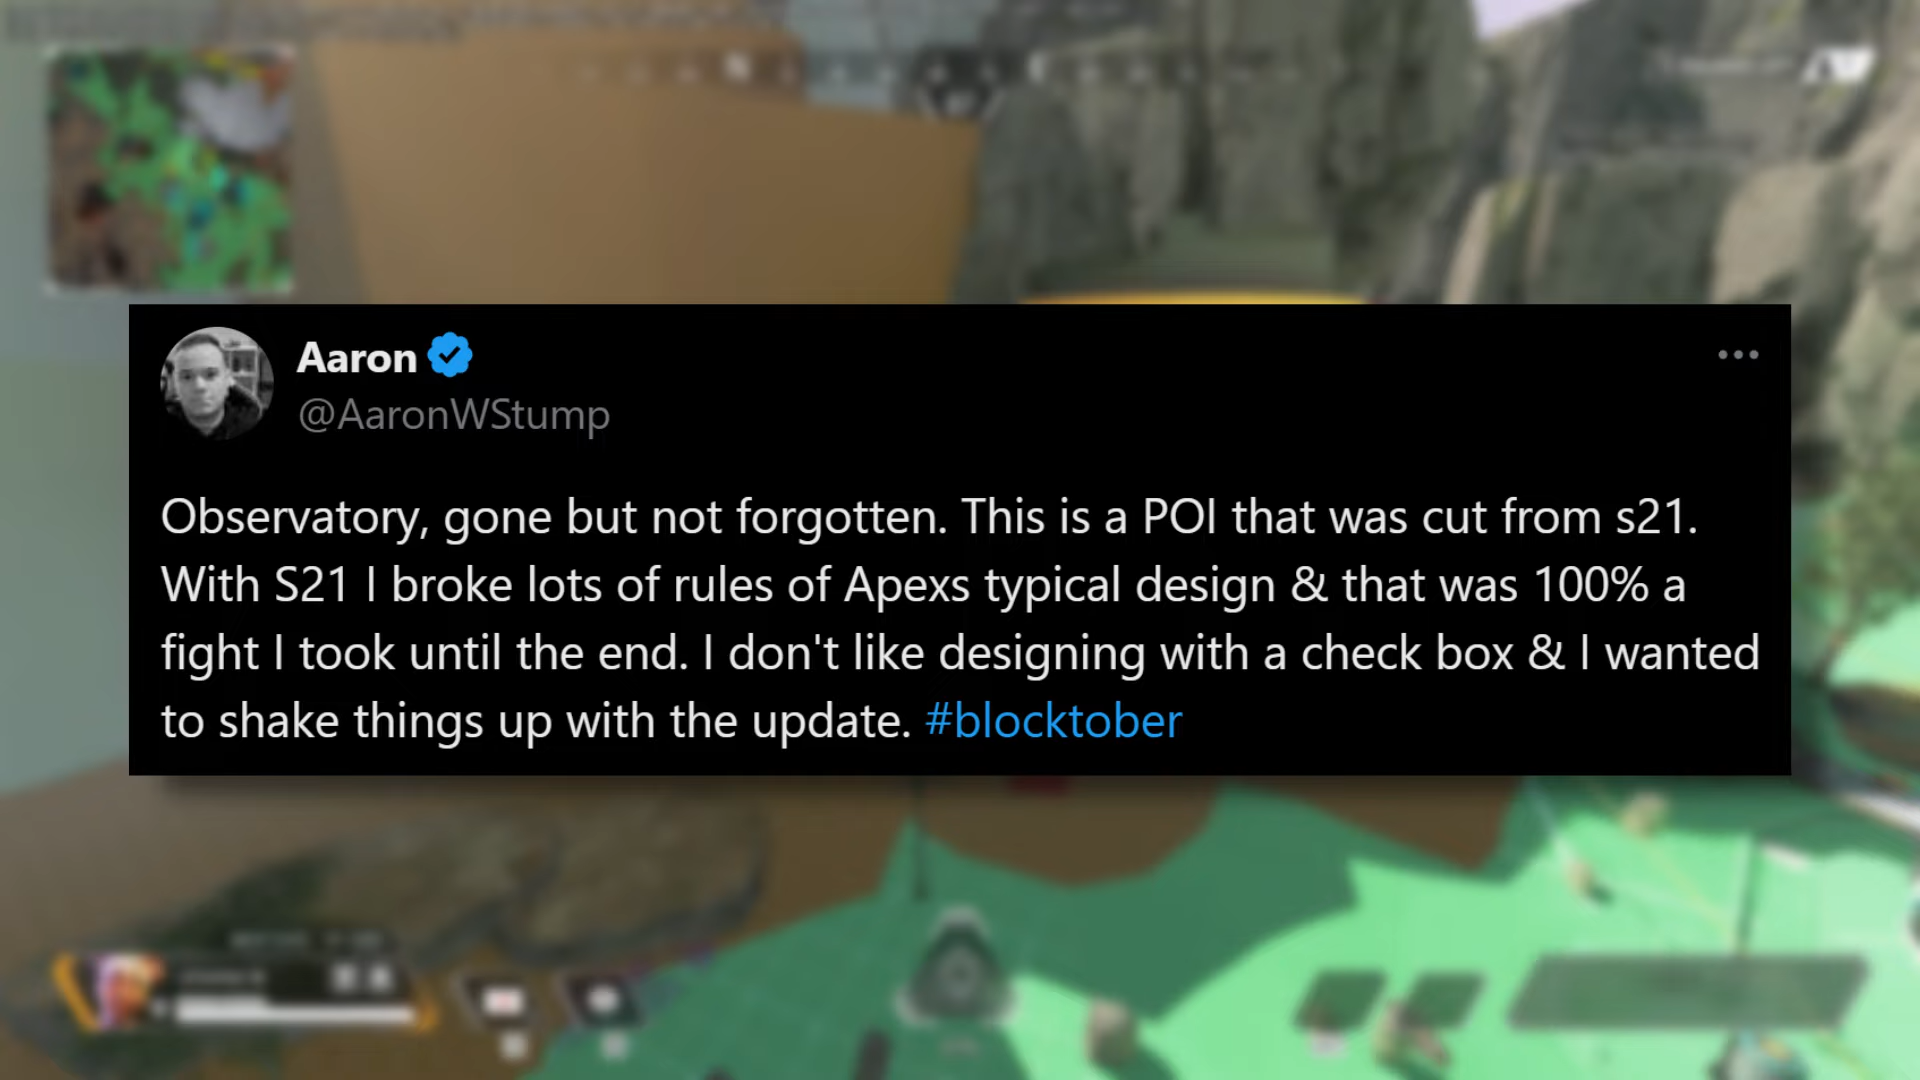 Aaron
@AaronWStump
Observatory, gone but not forgotten. This is a POI that was cut from s21.
With S21 I broke lots of rules of Apexs typical design & that was 100% a
fight I took until the end. I don't like designing with a check box & I wanted
to shake things up with the update. #blocktober